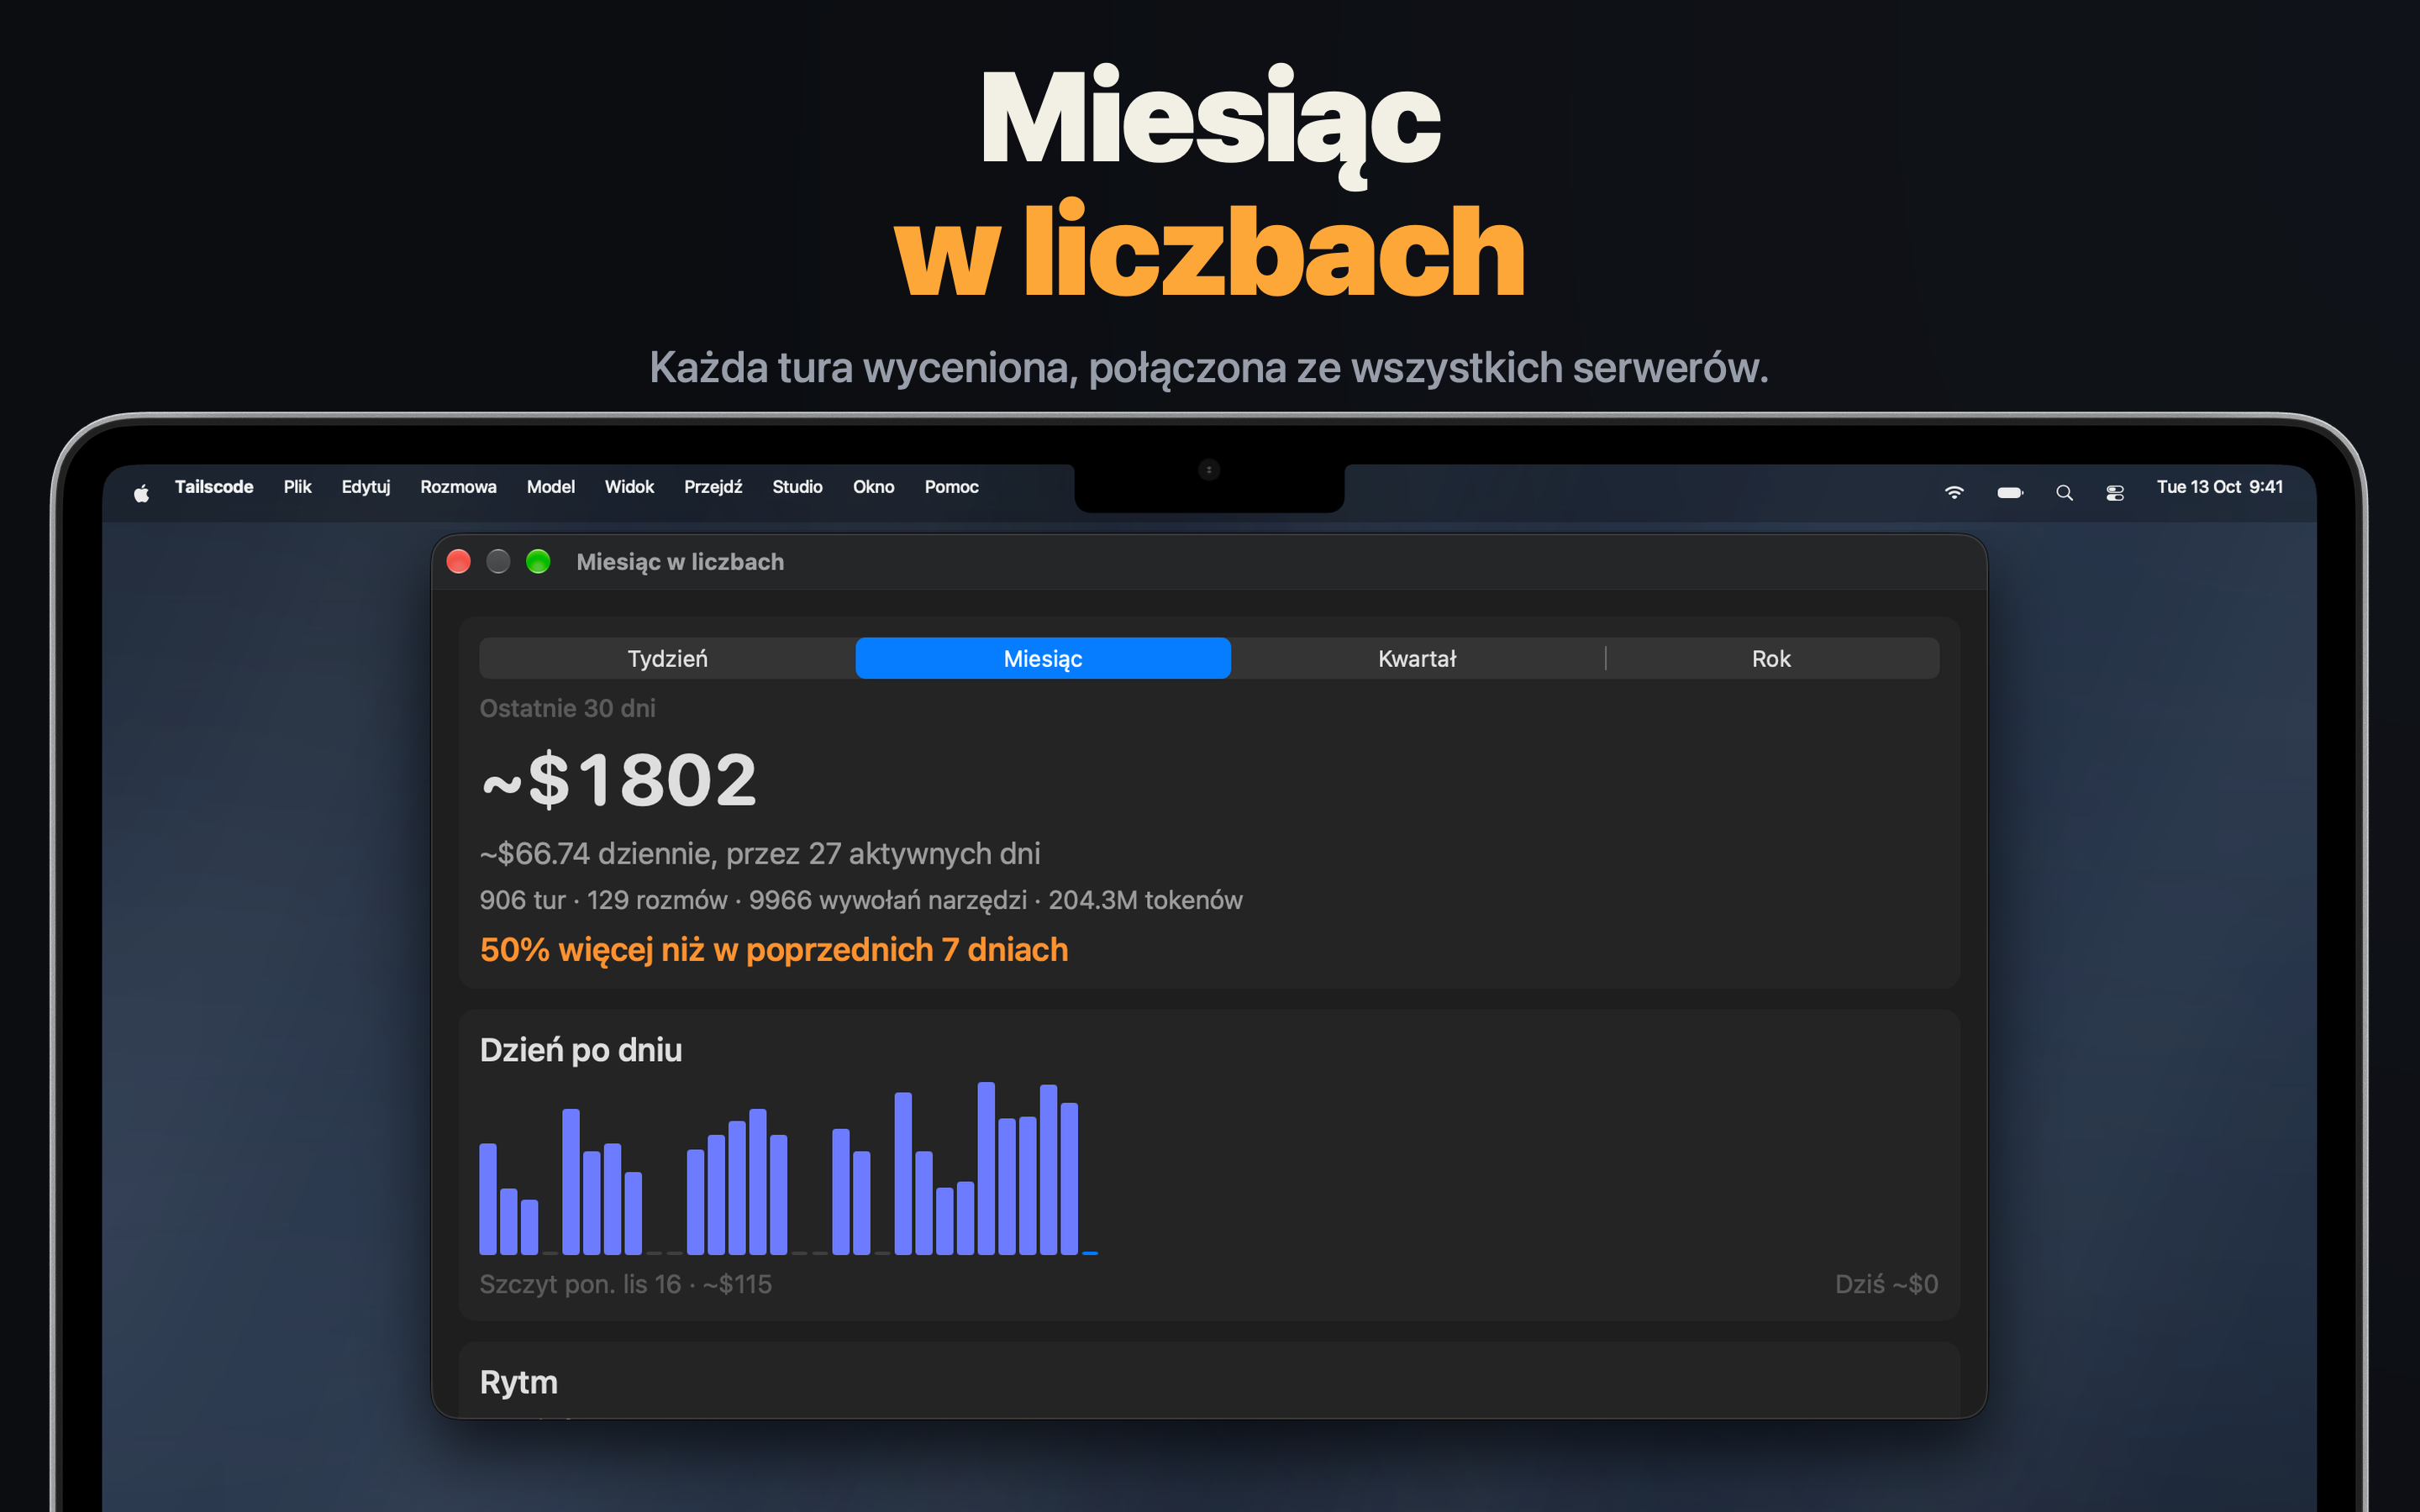 Miesiąc
w liczbach
Każda tura wyceniona, połączona ze wszystkich serwerów.
Tailscode Plik Edytuj Rozmowa Model Widok Przejdź Studio Okno Pomoc Tue 13 Oct 9:41
Miesiąc w liczbach
Tydzień Miesiąc Kwartał Rok
Ostatnie 30 dni
~$1802
~$66.74 dziennie, przez 27 aktywnych dni
906 tur · 129 rozmów · 9966 wywołań narzędzi · 204.3M tokenów
50% więcej niż w poprzednich 7 dniach
Dzień po dniu
Szczyt pon. lis 16 · ~$115 Dziś ~$0
Rytm